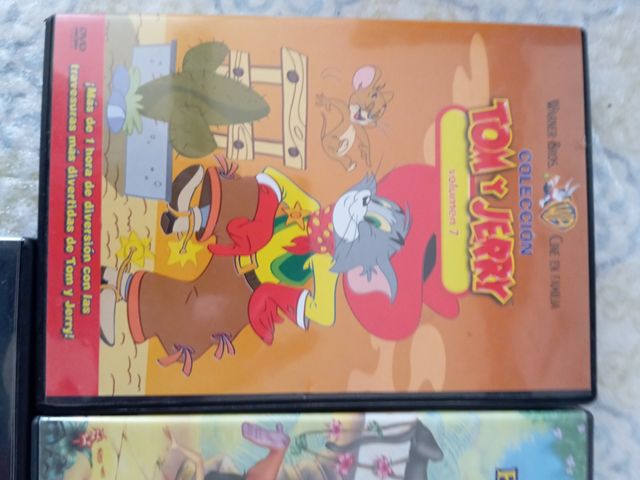 WARNER BROS.
CINE EN FAMILIA
WB
COLECCIÓN
TOM Y JERRY
volumen 7
¡Más de 1 hora de diversión con las
travesuras más divertidas de Tom y Jerry!
DVD